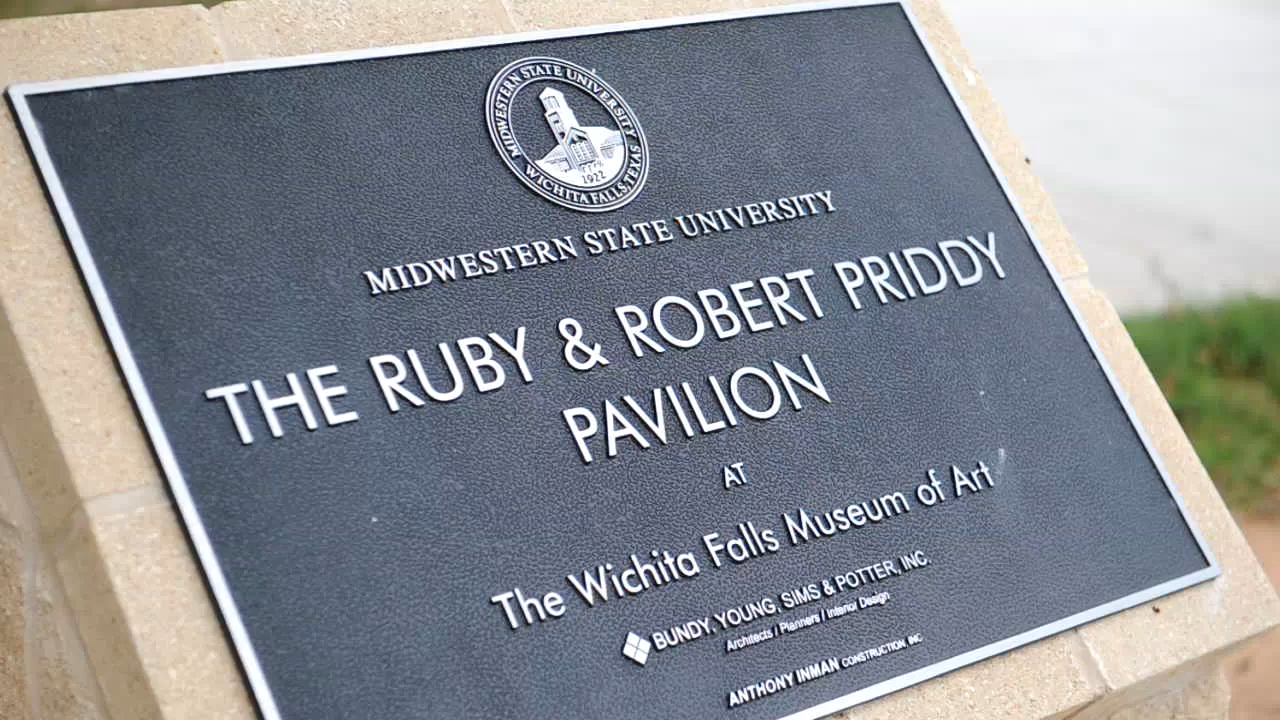 MIDWESTERN STATE UNIVERSITY
WICHITA FALLS, TEXAS
1922
MIDWESTERN STATE UNIVERSITY
THE RUBY & ROBERT PRIDDY
PAVILION
AT
The Wichita Falls Museum of Art
BUNDY, YOUNG, SIMS & POTTER, INC.
Architects / Planners / Interior Design
ANTHONY INMAN CONSTRUCTION, INC